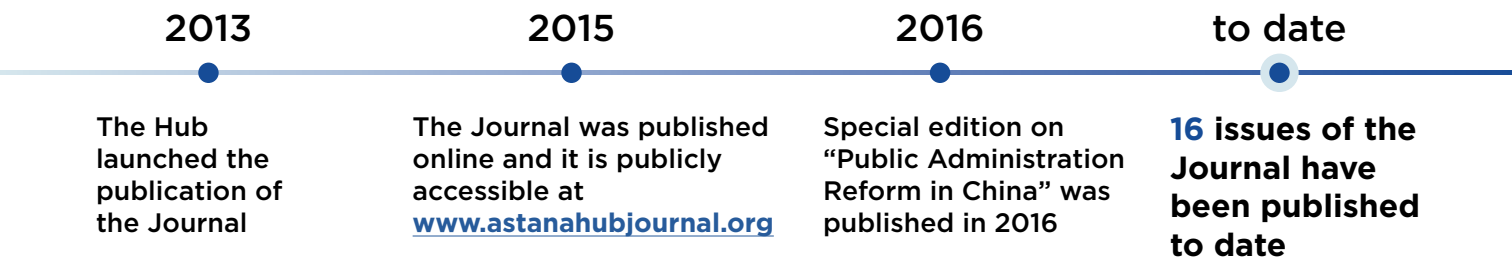 2013
The Hub
launched the
publication of
the Journal
2015
The Journal was published
online and it is publicly
accessible at
www.astanahubjournal.org
2016
Special edition on
“Public Administration
Reform in China” was
published in 2016
to date
16 issues of the
Journal have
been published
to date